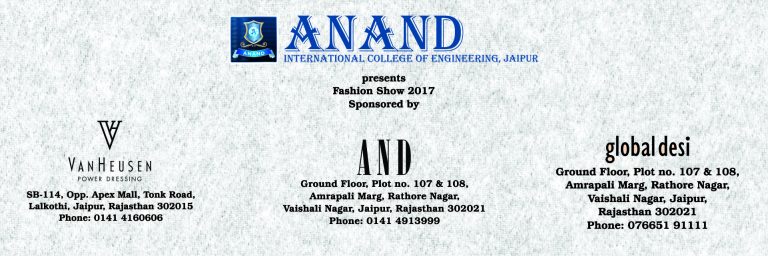 ANAND
ANAND
INTERNATIONAL COLLEGE OF ENGINEERING, JAIPUR
presents
Fashion Show 2017
Sponsored by
VH
VANHEUSEN
POWER DRESSING
SB-114, Opp. Apex Mall, Tonk Road,
Lalkothi, Jaipur, Rajasthan 302015
Phone: 0141 4160606
AND
Ground Floor, Plot no. 107 & 108,
Amrapali Marg, Rathore Nagar,
Vaishali Nagar, Jaipur, Rajasthan 302021
Phone: 0141 4913999
global desi
Ground Floor, Plot no. 107 & 108,
Amrapali Marg, Rathore Nagar,
Vaishali Nagar, Jaipur,
Rajasthan 302021
Phone: 076651 91111